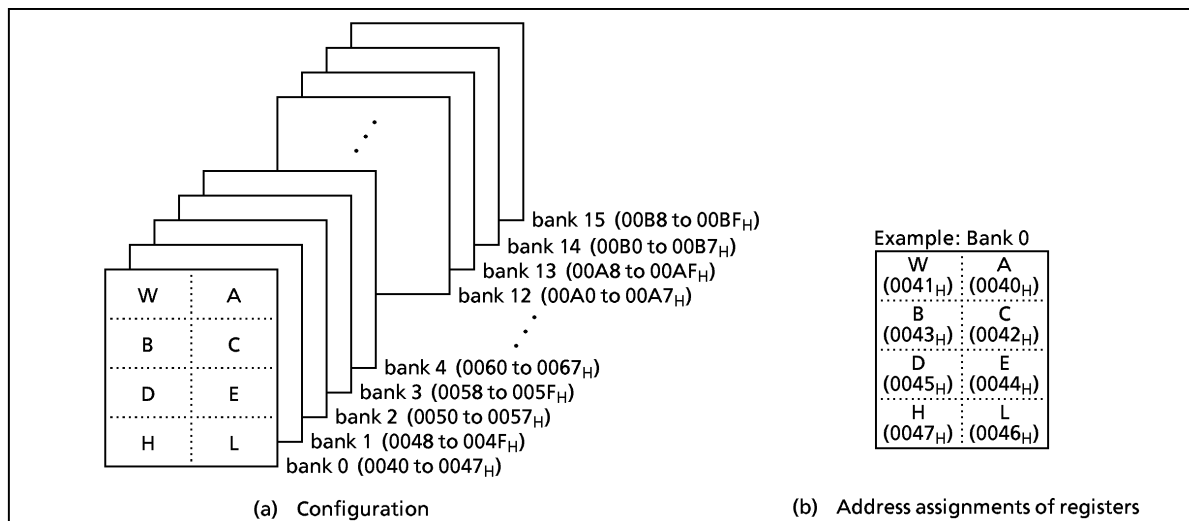 bank 15 (00B8 to 00BFH)
bank 14 (00B0 to 00B7H)
bank 13 (00A8 to 00AFH)
bank 12 (00A0 to 00A7H)
bank 4 (0060 to 0067H)
bank 3 (0058 to 005FH)
bank 2 (0050 to 0057H)
bank 1 (0048 to 004FH)
bank 0 (0040 to 0047H)
W A
B C
D E
H L
(a) Configuration
Example: Bank 0
W A
(0041H) (0040H)
B C
(0043H) (0042H)
D E
(0045H) (0044H)
H L
(0047H) (0046H)
(b) Address assignments of registers